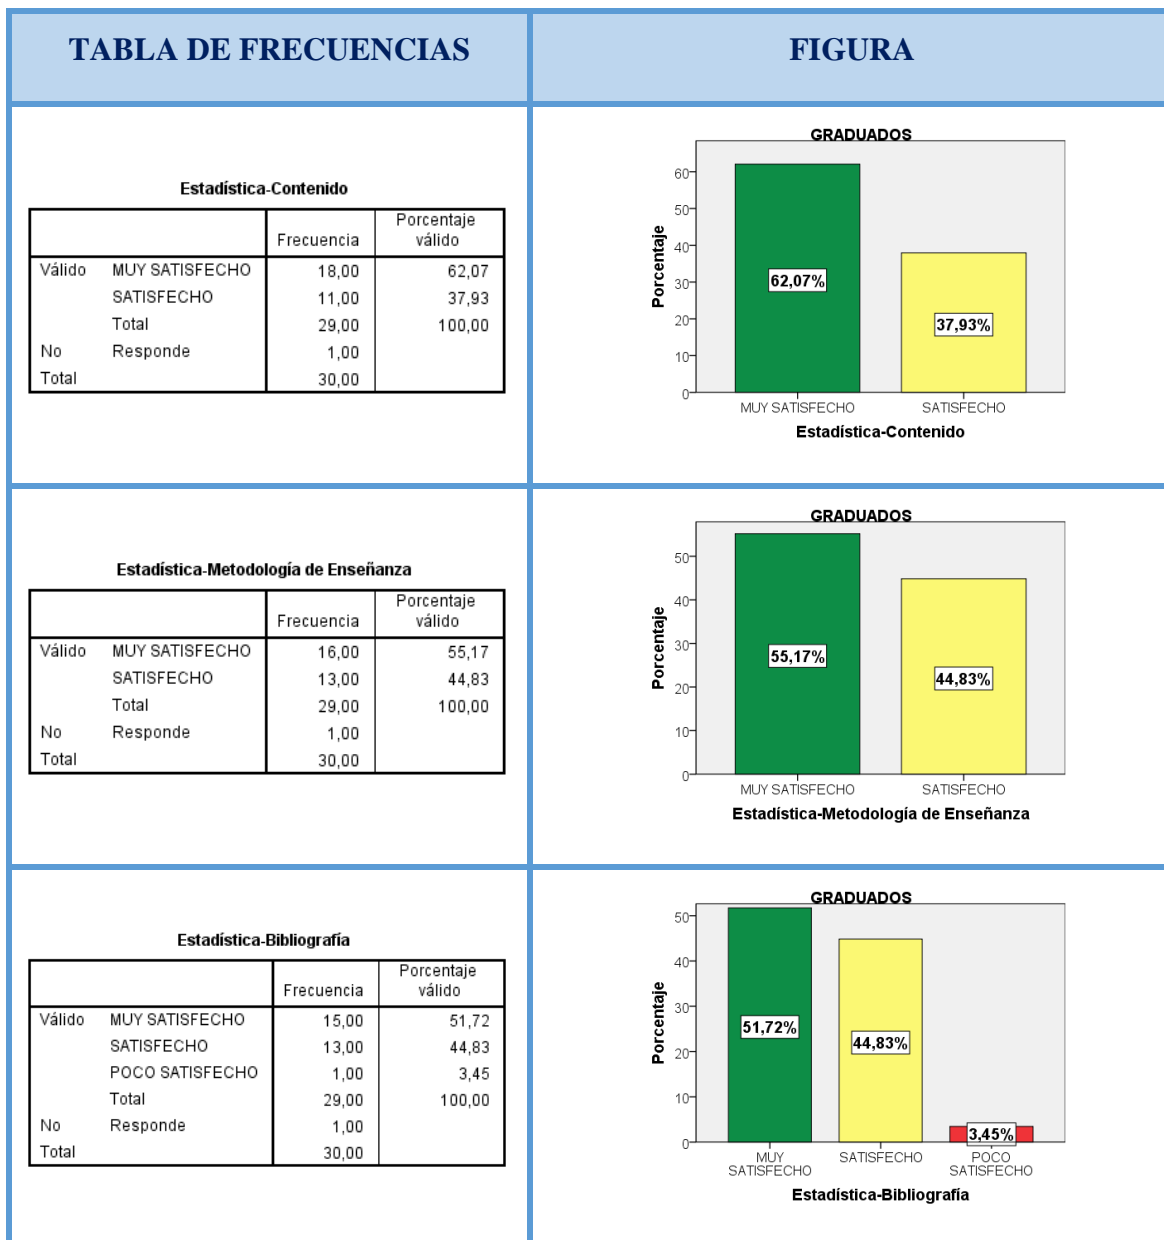 TABLA DE FRECUENCIAS
FIGURA
Estadística-Contenido
Frecuencia Porcentaje válido
Válido MUY SATISFECHO 18,00 62,07
SATISFECHO 11,00 37,93
Total 29,00 100,00
No Responde 1,00
Total 30,00
GRADUADOS
Porcentaje
60
50
40
30
20
10
0
62,07%
37,93%
MUY SATISFECHO SATISFECHO
Estadística-Contenido
Estadística-Metodología de Enseñanza
Frecuencia Porcentaje válido
Válido MUY SATISFECHO 16,00 55,17
SATISFECHO 13,00 44,83
Total 29,00 100,00
No Responde 1,00
Total 30,00
GRADUADOS
Porcentaje
50
40
30
20
10
0
55,17%
44,83%
MUY SATISFECHO SATISFECHO
Estadística-Metodología de Enseñanza
Estadística-Bibliografía
Frecuencia Porcentaje válido
Válido MUY SATISFECHO 15,00 51,72
SATISFECHO 13,00 44,83
POCO SATISFECHO 1,00 3,45
Total 29,00 100,00
No Responde 1,00
Total 30,00
GRADUADOS
Porcentaje
50
40
30
20
10
0
51,72%
44,83%
3,45%
MUY SATISFECHO SATISFECHO POCO SATISFECHO
Estadística-Bibliografía